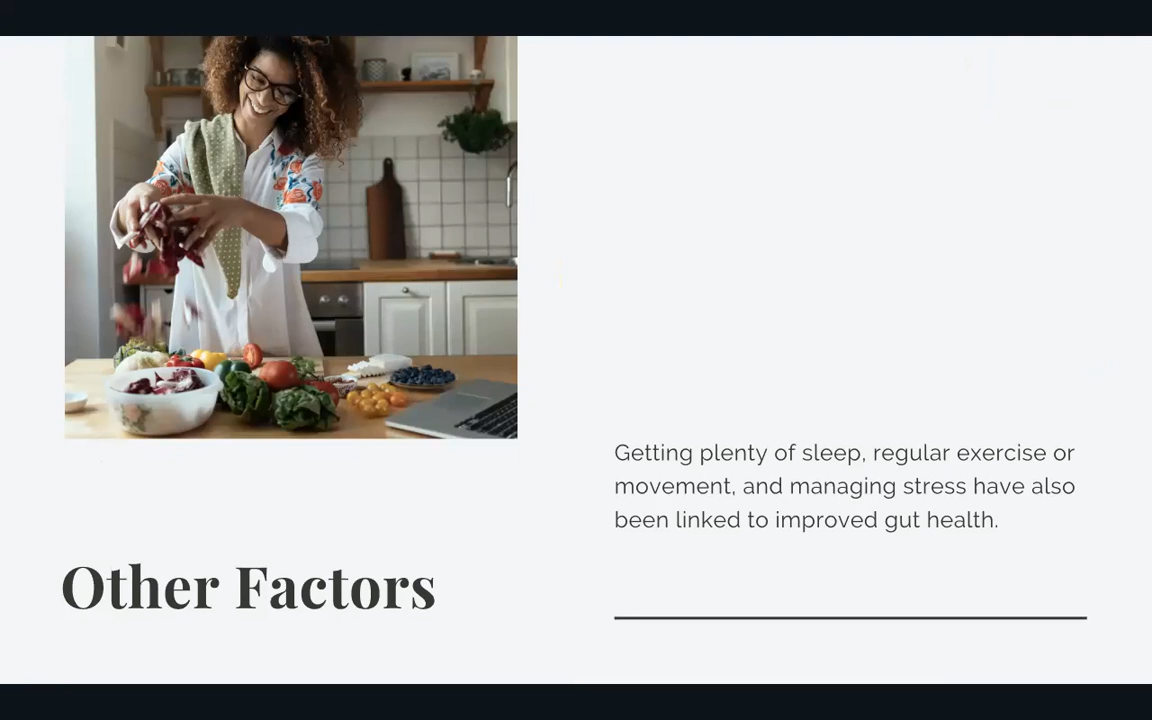 Getting plenty of sleep, regular exercise or
movement, and managing stress have also
been linked to improved gut health.
Other Factors